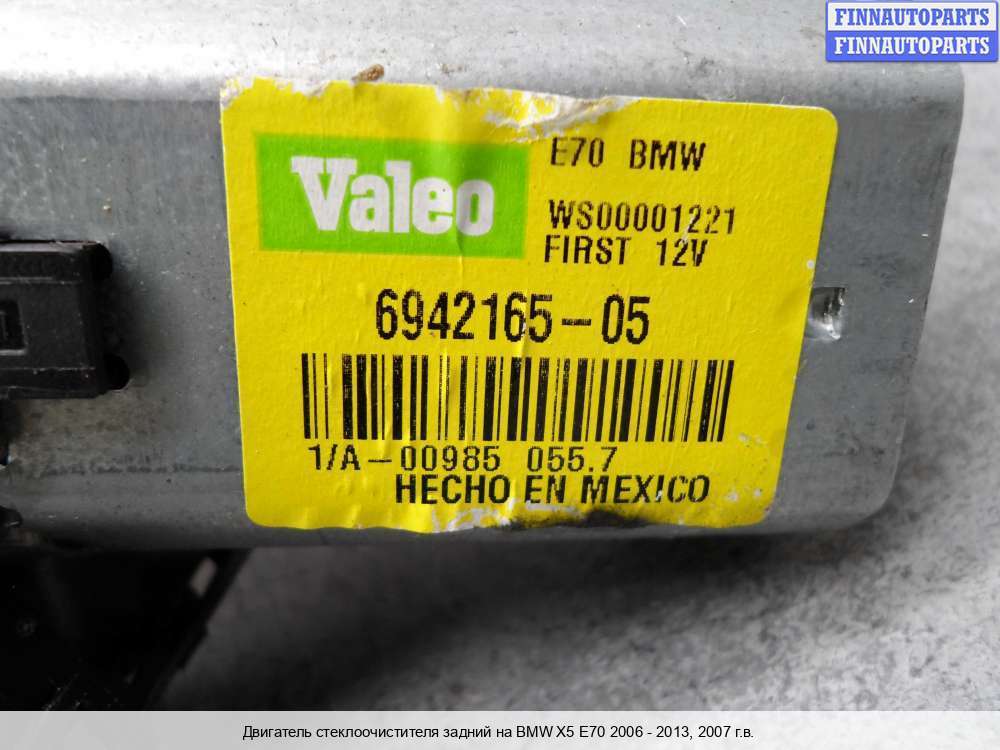 FINNAUTOPARTS
FINNAUTOPARTS
Valeo
E70 BMW
WS00001221
FIRST 12V
6942165-05
1/A-00985 055.7
HECHO EN MEXICO
Двигатель стеклоочистителя задний на BMW X5 E70 2006 - 2013, 2007 г.в.